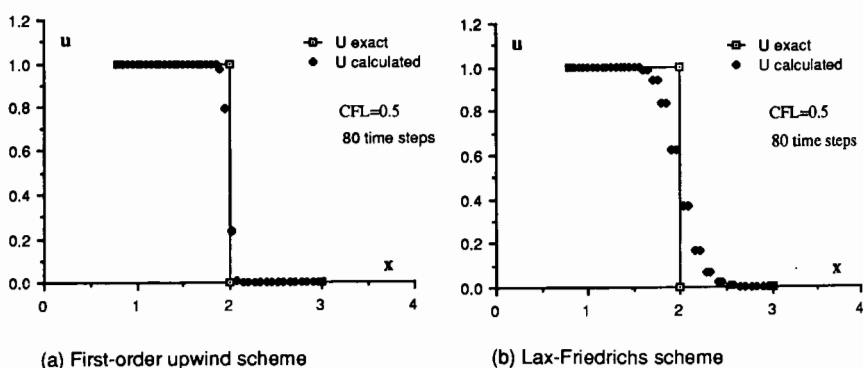 1.2
u
U exact
U calculated
1.0
0.8
CFL=0.5
80 time steps
0.6
0.4
0.2
x
0.0
0 1 2 3 4
(a) First-order upwind scheme
1.2
u
U exact
U calculated
1.0
0.8
CFL=0.5
80 time steps
0.6
0.4
0.2
x
0.0
0 1 2 3 4
(b) Lax-Friedrichs scheme